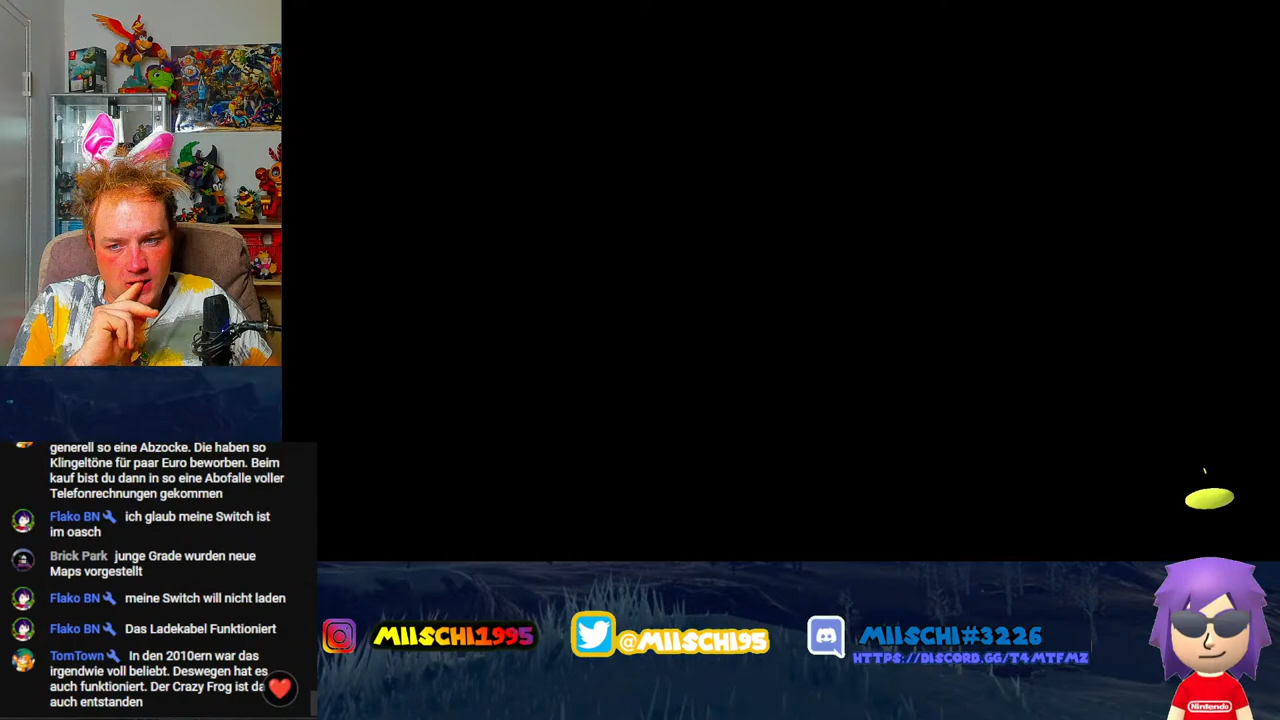 generell so eine Abzocke. Die haben so
Klingeltöne für paar Euro beworben. Beim
kauf bist du dann in so eine Abofalle voller
Telefonrechnungen gekommen
Flako BN ich glaub meine Switch ist
im oasch
Brick Park junge Grade wurden neue
Maps vorgestellt
Flako BN meine Switch will nicht laden
Flako BN Das Ladekabel Funktioniert
TomTown In den 2010ern war das
irgendwie voll beliebt. Deswegen hat es
auch funktioniert. Der Crazy Frog ist da
auch entstanden
MIISCHI1995
@MIISCHI95
MIISCHI#3226
HTTPS://DISCORD.GG/T4MTFMZ
Nintendo